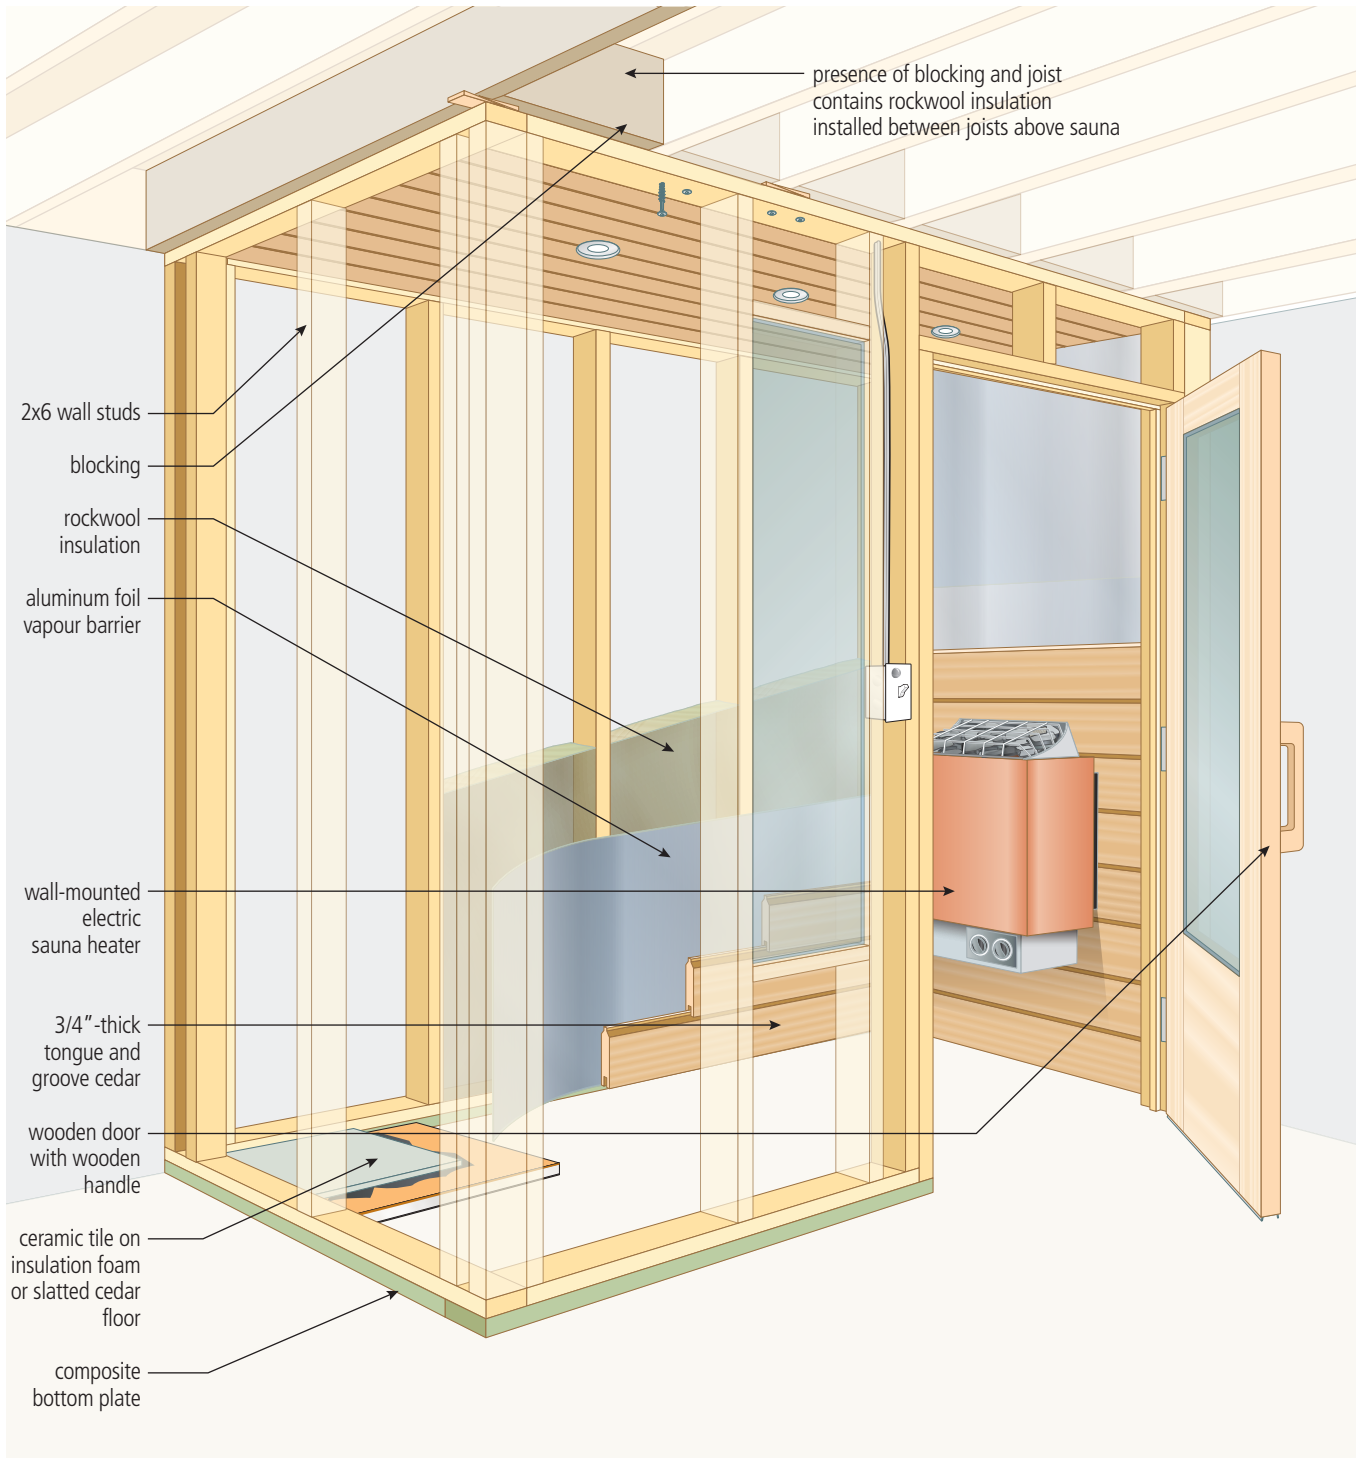 presence of blocking and joist
contains rockwool insulation
installed between joists above sauna
2x6 wall studs
blocking
rockwool
insulation
aluminum foil
vapour barrier
wall-mounted
electric
sauna heater
3/4”-thick
tongue and
groove cedar
wooden door
with wooden
handle
ceramic tile on
insulation foam
or slatted cedar
floor
composite
bottom plate